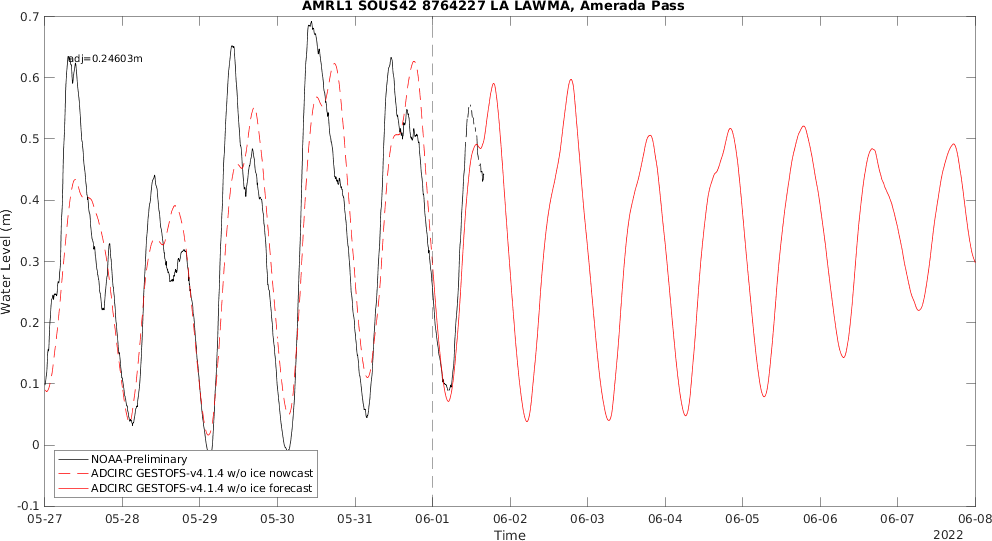 AMRL1 SOUS42 8764227 LA LAWMA, Amerada Pass
adj=0.24603m
Water Level (m)
0.7
0.6
0.5
0.4
0.3
0.2
0.1
0
-0.1
NOAA-Preliminary
ADCIRC GESTOFS-v4.1.4 w/o ice nowcast
ADCIRC GESTOFS-v4.1.4 w/o ice forecast
05-27 05-28 05-29 05-30 05-31 06-01 06-02 06-03 06-04 06-05 06-06 06-07 06-08
Time
2022